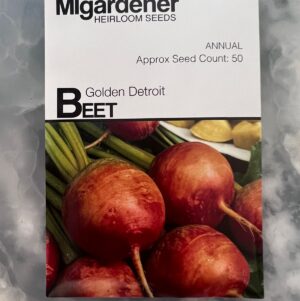 MIgardener
HEIRLOOM SEEDS
ANNUAL
Approx Seed Count: 50
Golden Detroit
BEET